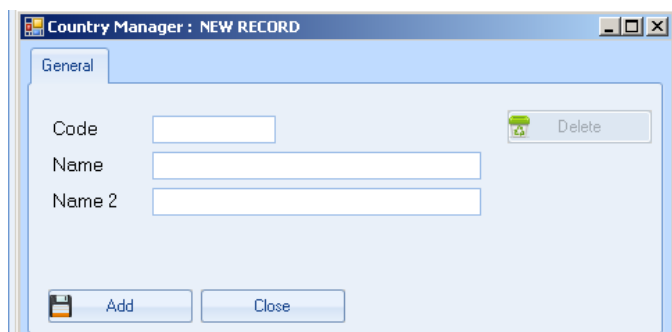 Country Manager : NEW RECORD
General
Code
Delete
Name
Name 2
Add
Close